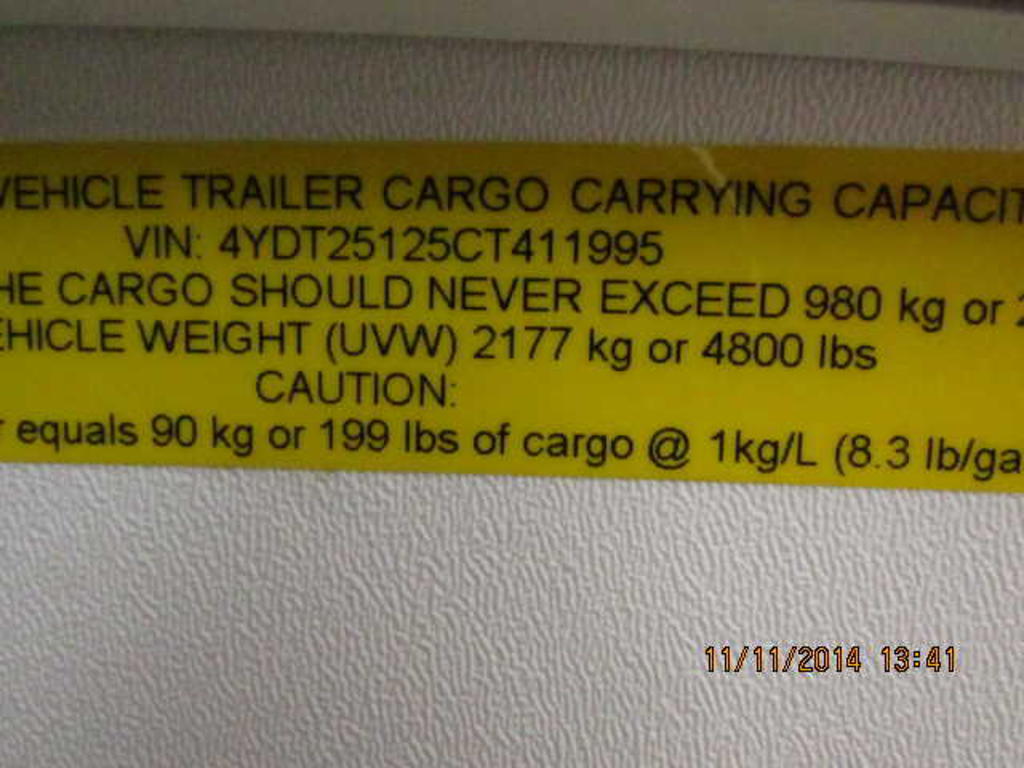 VEHICLE TRAILER CARGO CARRYING CAPACIT
VIN: 4YDT25125CT411995
HE CARGO SHOULD NEVER EXCEED 980 kg or 2
EHICLE WEIGHT (UVW) 2177 kg or 4800 lbs
CAUTION:
r equals 90 kg or 199 lbs of cargo @ 1kg/L (8.3 lb/ga
11/11/2014 13:41